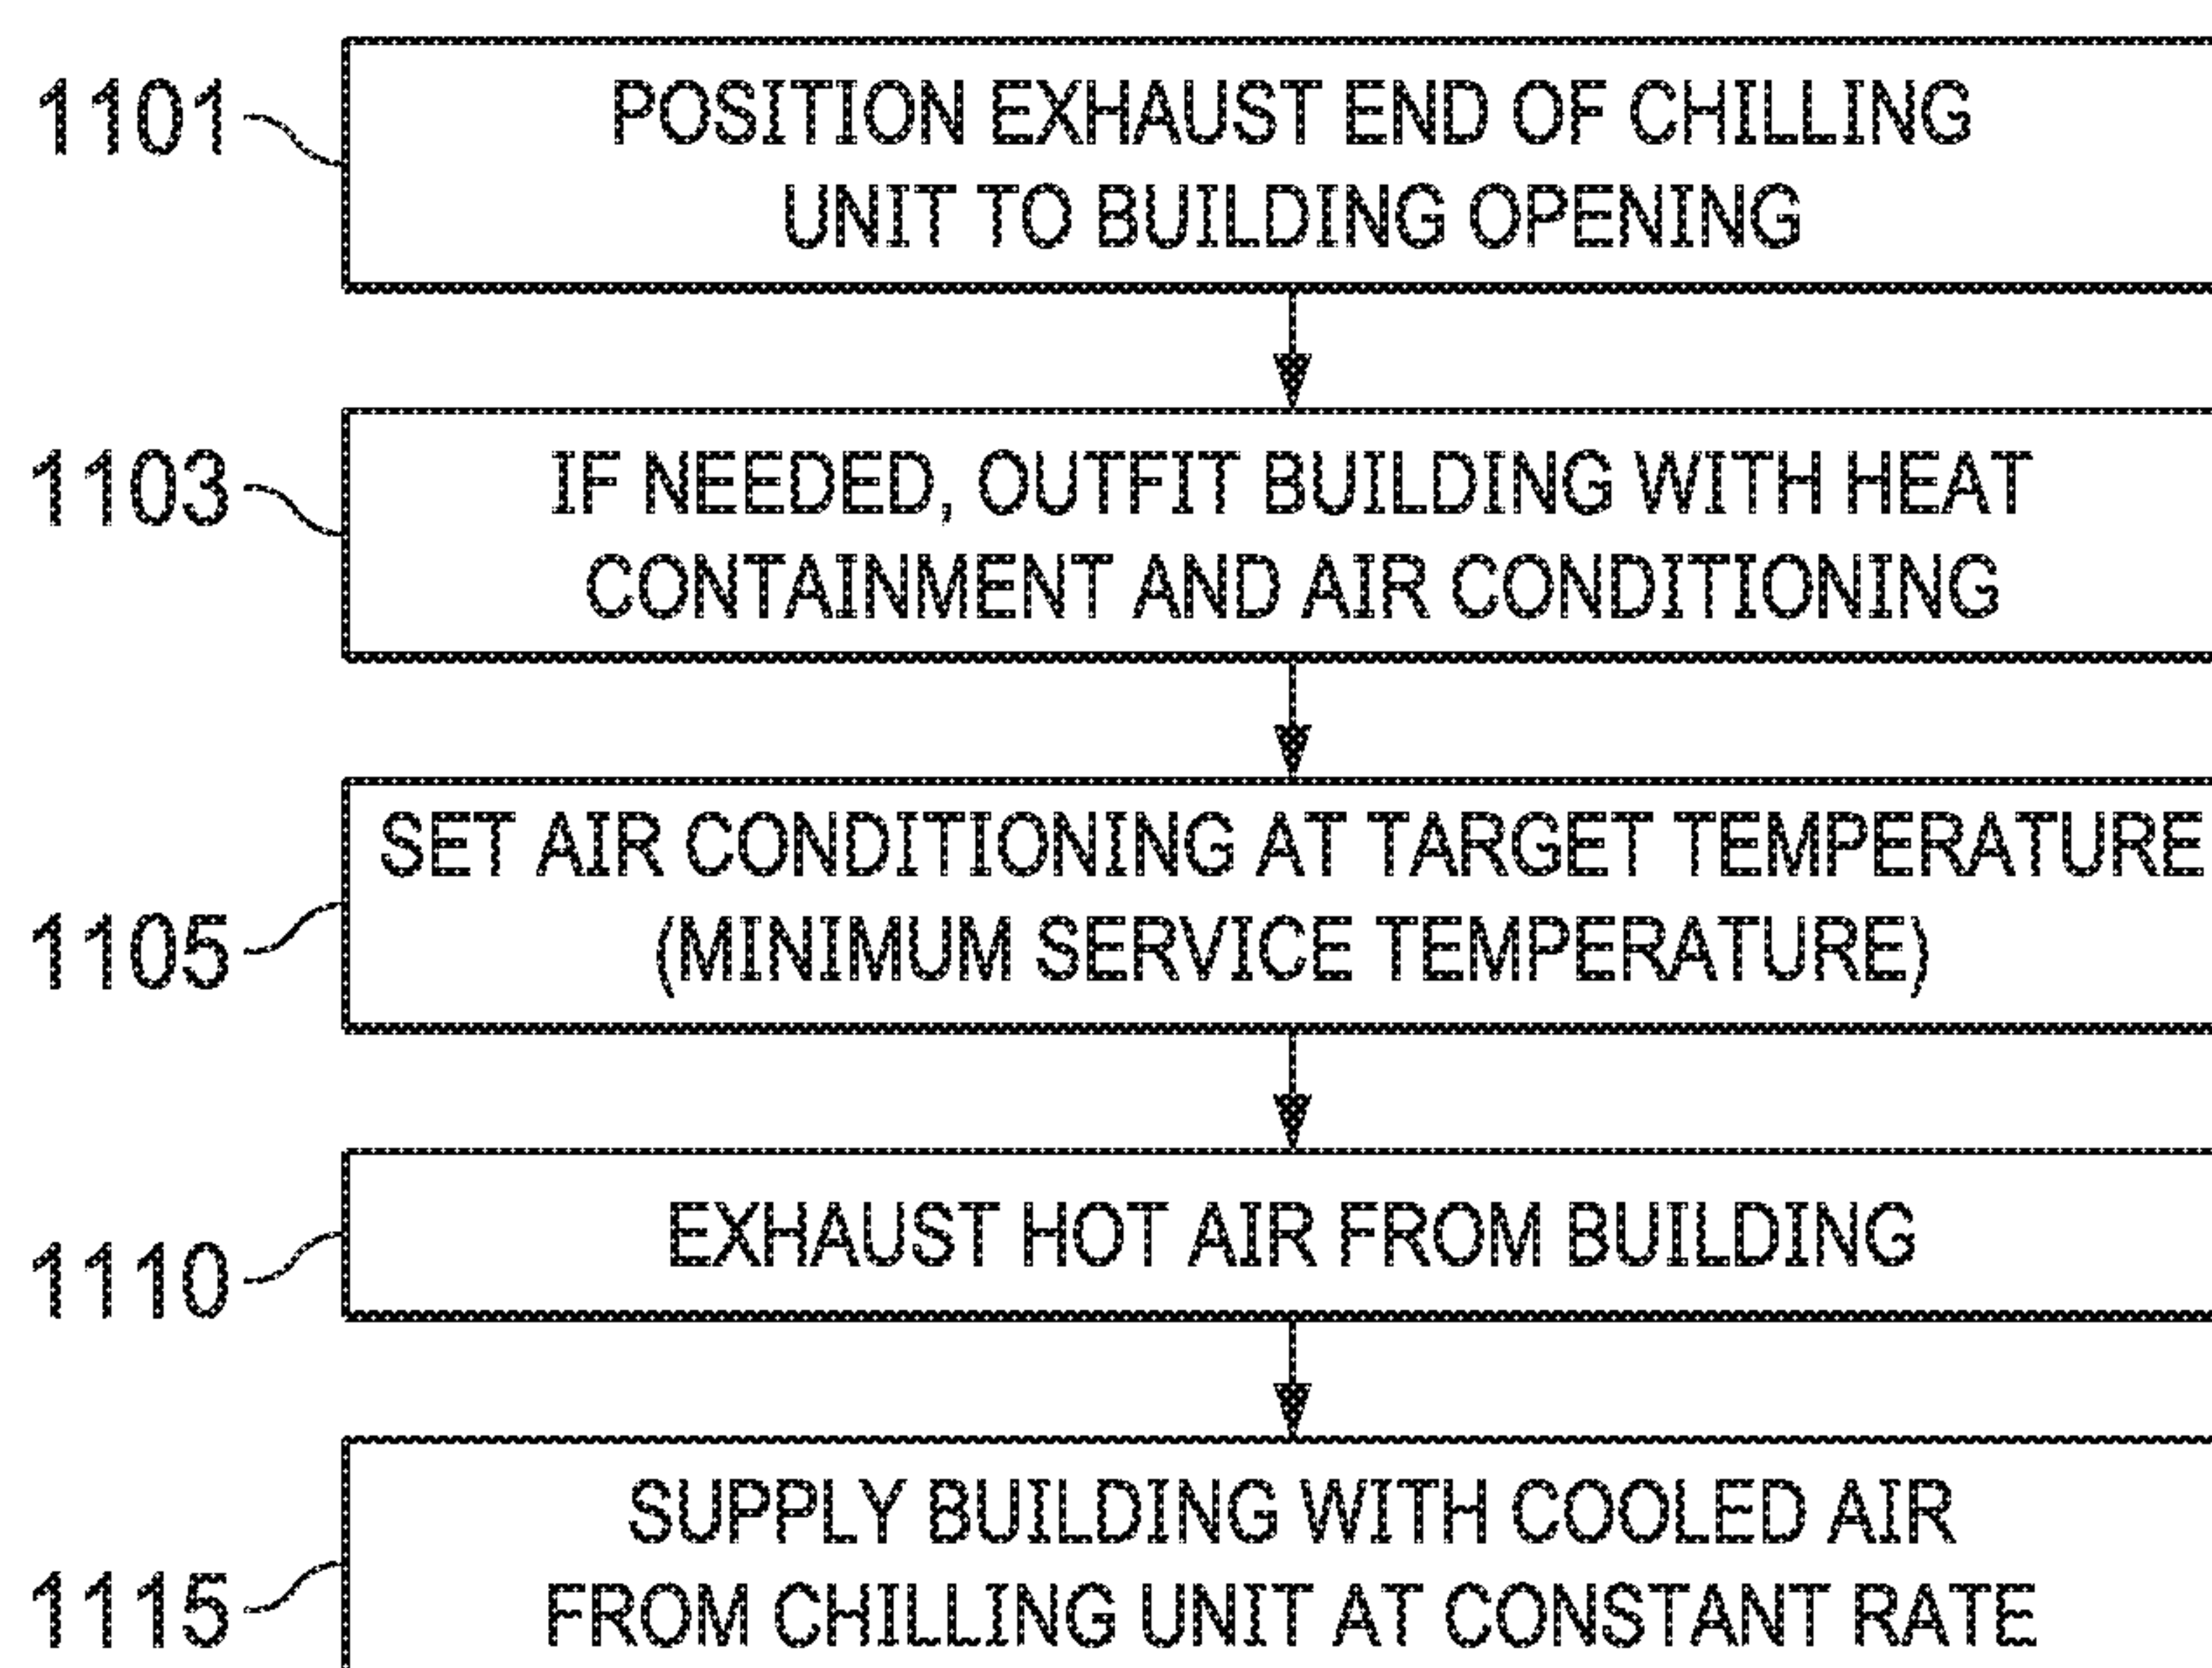 1101
POSITION EXHAUST END OF CHILLING
UNIT TO BUILDING OPENING
1103
IF NEEDED, OUTFIT BUILDING WITH HEAT
CONTAINMENT AND AIR CONDITIONING
SET AIR CONDITIONING AT TARGET TEMPERATURE
1105
(MINIMUM SERVICE TEMPERATURE)
1110
EXHAUST HOT AIR FROM BUILDING
SUPPLY BUILDING WITH COOLED AIR
1115
FROM CHILLING UNIT AT CONSTANT RATE